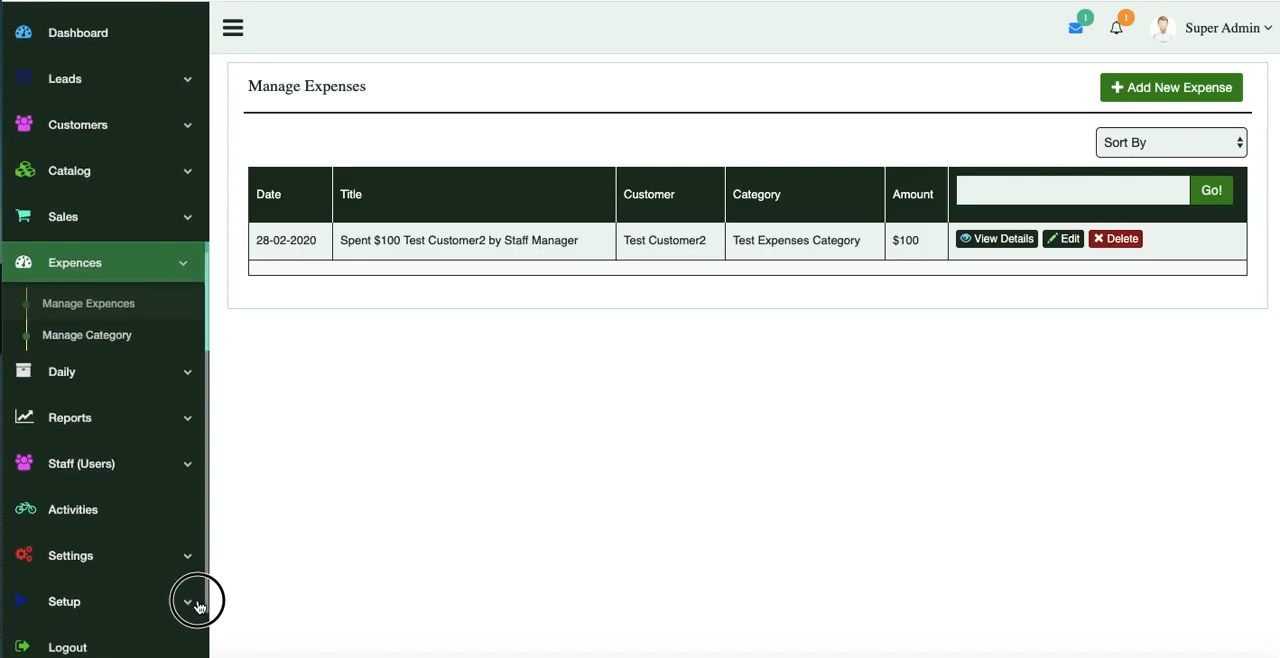 Dashboard
Leads
Customers
Catalog
Sales
Expences
Manage Expences
Manage Category
Daily
Reports
Staff (Users)
Activities
Settings
Setup
Logout
1
1
Super Admin
Manage Expenses
Add New Expense
Sort By
Date Title Customer Category Amount Go!
28-02-2020 Spent $100 Test Customer2 by Staff Manager Test Customer2 Test Expenses Category $100 View Details Edit Delete